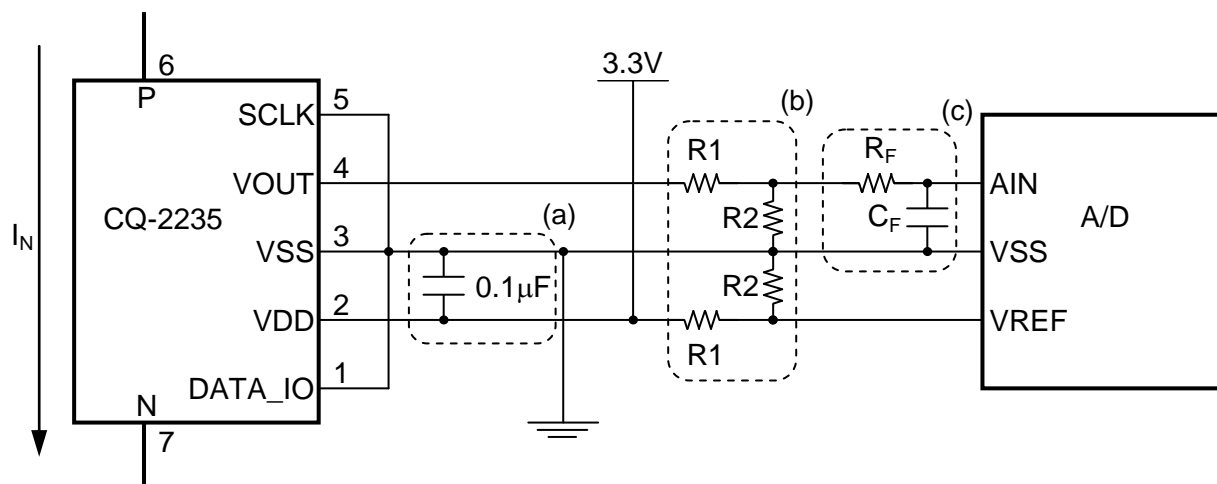 6
3.3V
P
(b)
(c)
SCLK
5
R1
RF
VOUT
4
AIN
CQ-2235
(a)
R2
CF
A/D
IN
VSS
3
VSS
0.1μF
R2
VDD
2
VREF
R1
DATA_IO
1
N
7